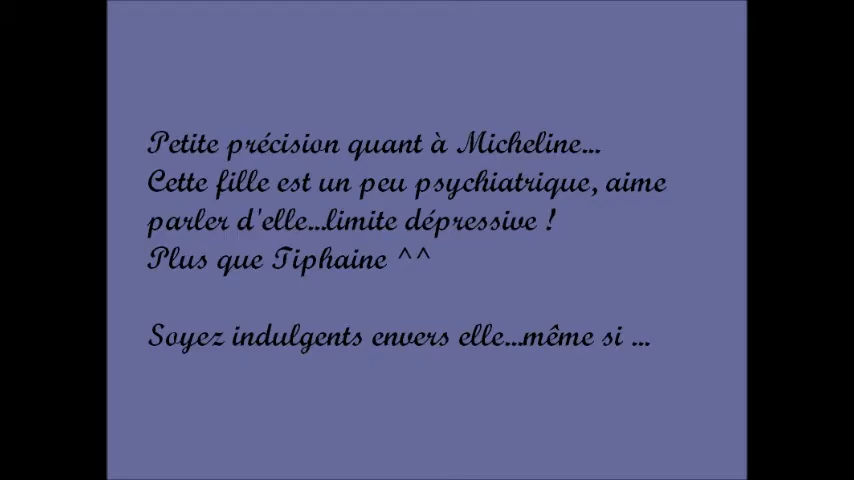 Petite précision quant à Micheline...
Cette fille est un peu psychiatrique, aime
parler d'elle...limite dépressive !
Plus que Tiphaine ^^
Soyez indulgents envers elle...même si ...